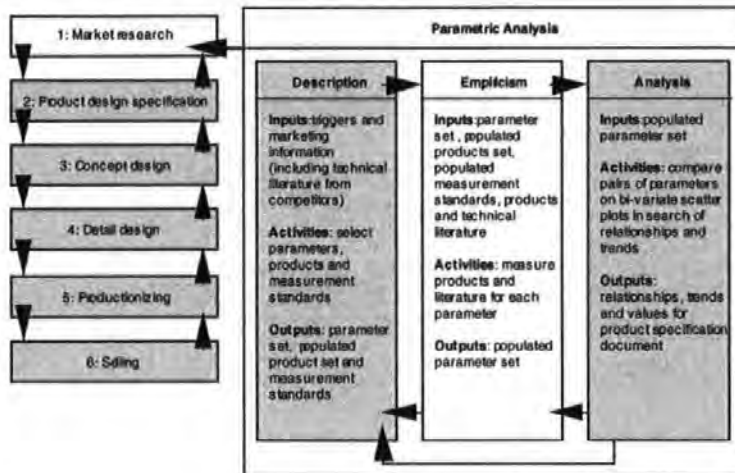 1: Market research
2: Product design specification
3: Concept design
4: Detail design
5: Productionizing
6: Selling
Parametric Analysis
Description
Inputs:triggers and
marketing
information
(including technical
literature from
competitors)
Activities: select
parameters,
products and
measurement
standards
Outputs: parameter
set, populated
product set and
measurement
standards
Empiricism
Inputs:parameter
set , populated
products set,
populated
measurement
standards, products
and technical
literature
Activities: measure
products and
literature for each
parameter
Outputs: populated
parameter set
Analysis
Inputs:populated
parameter set
Activities: compare
pairs of parameters
on bi-variate scatter
plots in search of
relationships and
trends
Outputs:
relationships, trends
and values for
product specification
document